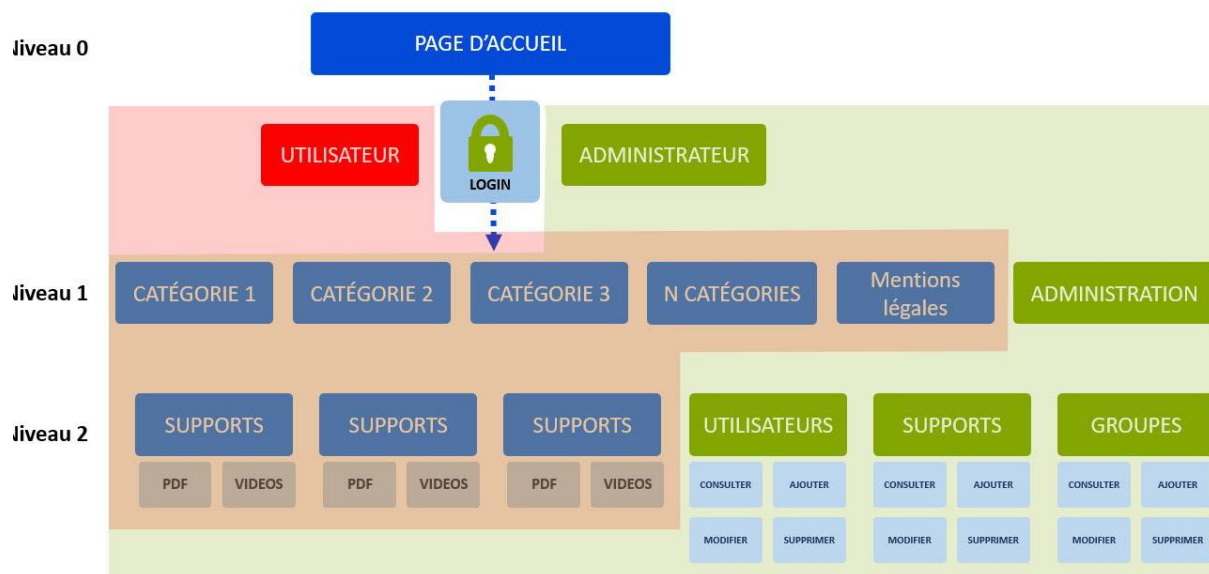 Niveau 0
PAGE D'ACCUEIL
UTILISATEUR
LOGIN
ADMINISTRATEUR
Niveau 1
CATÉGORIE 1
CATÉGORIE 2
CATÉGORIE 3
N CATÉGORIES
Mentions
légales
ADMINISTRATION
Niveau 2
SUPPORTS
SUPPORTS
SUPPORTS
UTILISATEURS
SUPPORTS
GROUPES
PDF
VIDEOS
PDF
VIDEOS
PDF
VIDEOS
CONSULTER
AJOUTER
CONSULTER
AJOUTER
CONSULTER
AJOUTER
MODIFIER
SUPPRIMER
MODIFIER
SUPPRIMER
MODIFIER
SUPPRIMER